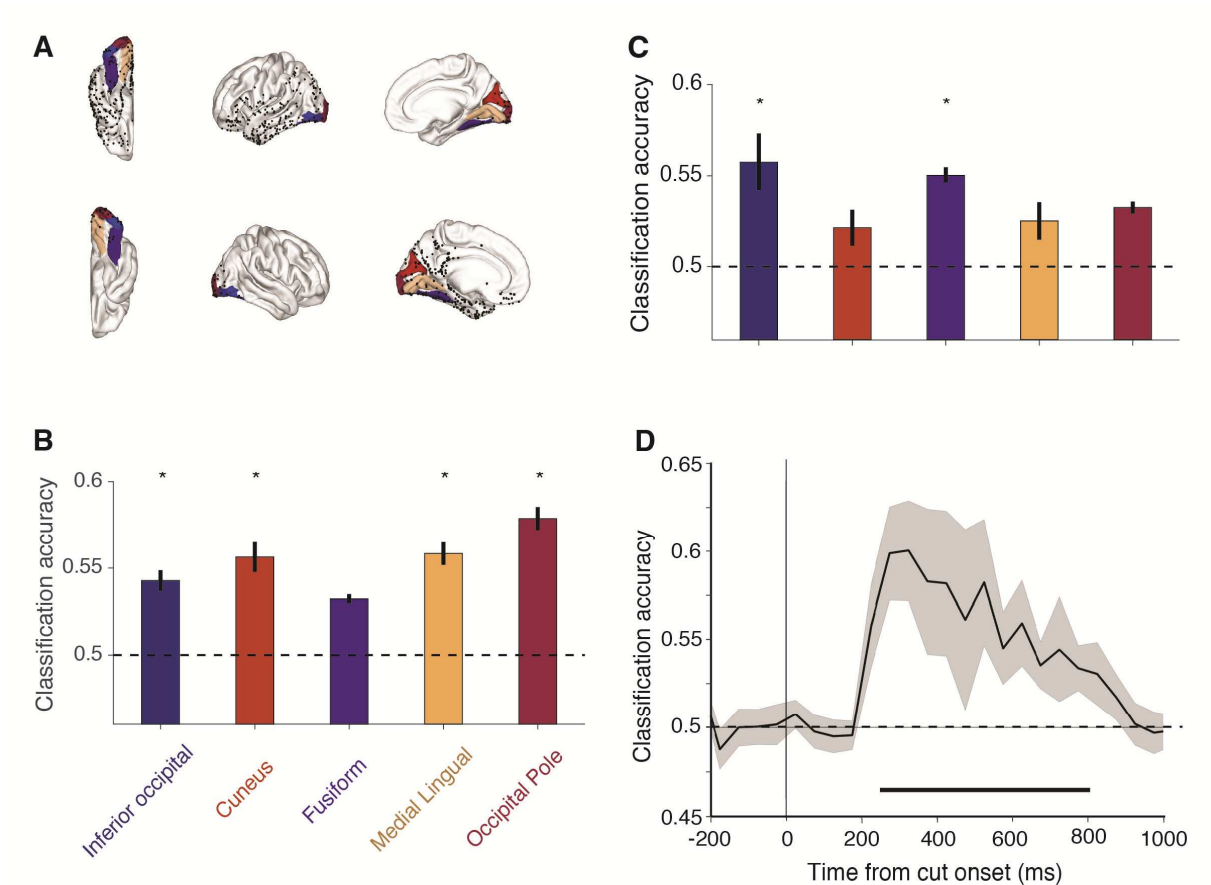 A
B
Classification accuracy
0.6
0.55
0.5
*
*
*
*
Inferior occipital
Cuneus
Fusiform
Medial Lingual
Occipital Pole
C
Classification accuracy
0.6
0.55
0.5
*
*
D
Classification accuracy
0.65
0.6
0.55
0.5
0.45
-200
0
200
400
600
800
1000
Time from cut onset (ms)